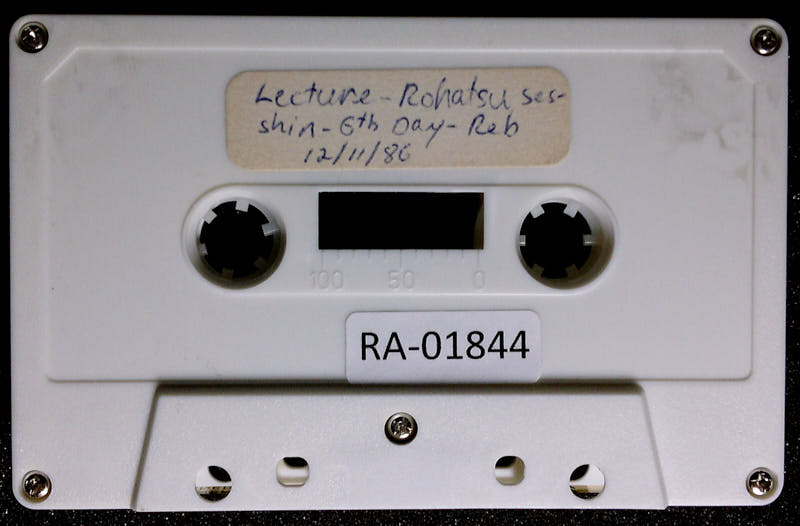 Lecture - Rohatsu ses-
shin - 6th Day - Reb
12/11/86
100 50 0
RA-01844